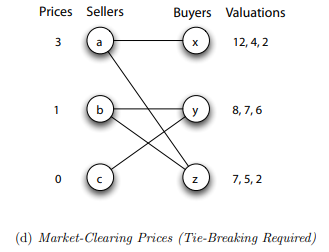 Prices Sellers Buyers Valuations
3 a x 12, 4, 2
1 b y 8, 7, 6
0 c z 7, 5, 2
(d) Market-Clearing Prices (Tie-Breaking Required)